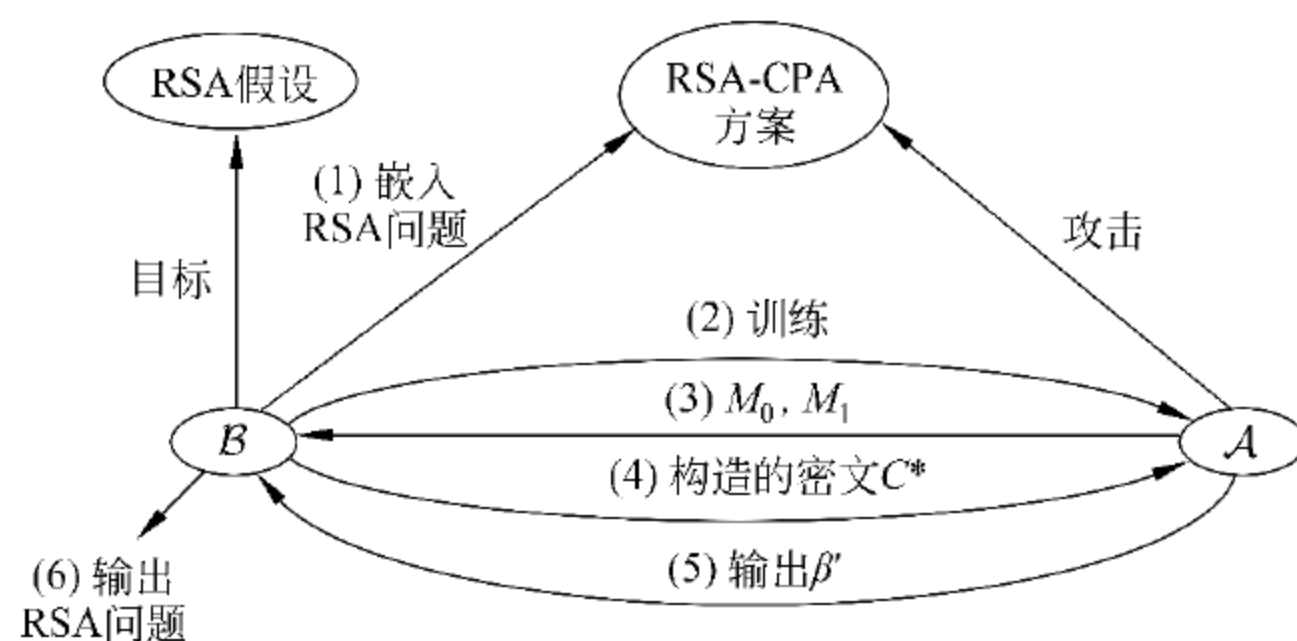 RSA假设
RSA-CPA
方案
(1) 嵌入
RSA问题
攻击
目标
(2) 训练
(3) M₀, M₁
B
A
(4) 构造的密文C*
(5) 输出β′
(6) 输出
RSA问题